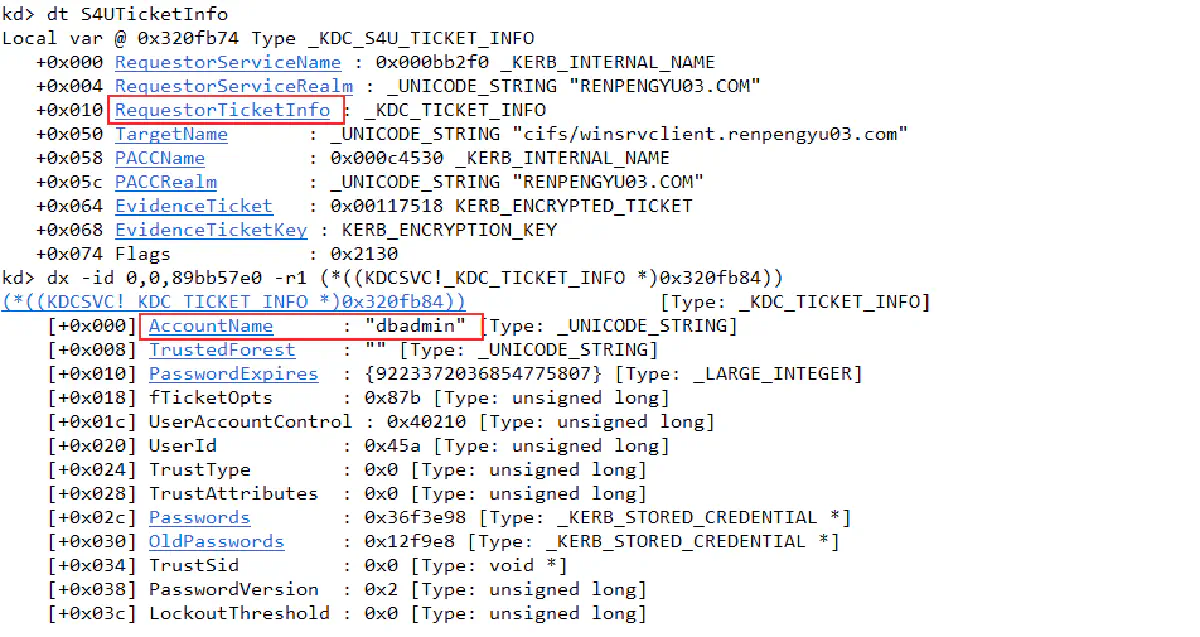 kd> dt S4UTicketInfo
Local var @ 0x320fb74 Type _KDC_S4U_TICKET_INFO
   +0x000 RequestorServiceName : 0x000bb2f0 _KERB_INTERNAL_NAME
   +0x004 RequestorServiceRealm : _UNICODE_STRING "RENPENGYU03.COM"
   +0x010 RequestorTicketInfo : _KDC_TICKET_INFO
   +0x050 TargetName       : _UNICODE_STRING "cifs/winsrvclient.renpengyu03.com"
   +0x058 PACCName         : 0x000c4530 _KERB_INTERNAL_NAME
   +0x05c PACCRealm        : _UNICODE_STRING "RENPENGYU03.COM"
   +0x064 EvidenceTicket   : 0x00117518 KERB_ENCRYPTED_TICKET
   +0x068 EvidenceTicketKey : KERB_ENCRYPTION_KEY
   +0x074 Flags            : 0x2130
kd> dx -id 0,0,89bb57e0 -r1 (*((KDCSVC!_KDC_TICKET_INFO *)0x320fb84))
(*((KDCSVC!_KDC_TICKET_INFO *)0x320fb84))                 [Type: _KDC_TICKET_INFO]
    [+0x000] AccountName      : "dbadmin" [Type: _UNICODE_STRING]
    [+0x008] TrustedForest    : "" [Type: _UNICODE_STRING]
    [+0x010] PasswordExpires  : {9223372036854775807} [Type: _LARGE_INTEGER]
    [+0x018] fTicketOpts      : 0x87b [Type: unsigned long]
    [+0x01c] UserAccountControl : 0x40210 [Type: unsigned long]
    [+0x020] UserId           : 0x45a [Type: unsigned long]
    [+0x024] TrustType        : 0x0 [Type: unsigned long]
    [+0x028] TrustAttributes  : 0x0 [Type: unsigned long]
    [+0x02c] Passwords        : 0x36f3e98 [Type: _KERB_STORED_CREDENTIAL *]
    [+0x030] OldPasswords     : 0x12f9e8 [Type: _KERB_STORED_CREDENTIAL *]
    [+0x034] TrustSid         : 0x0 [Type: void *]
    [+0x038] PasswordVersion  : 0x2 [Type: unsigned long]
    [+0x03c] LockoutThreshold : 0x0 [Type: unsigned long]